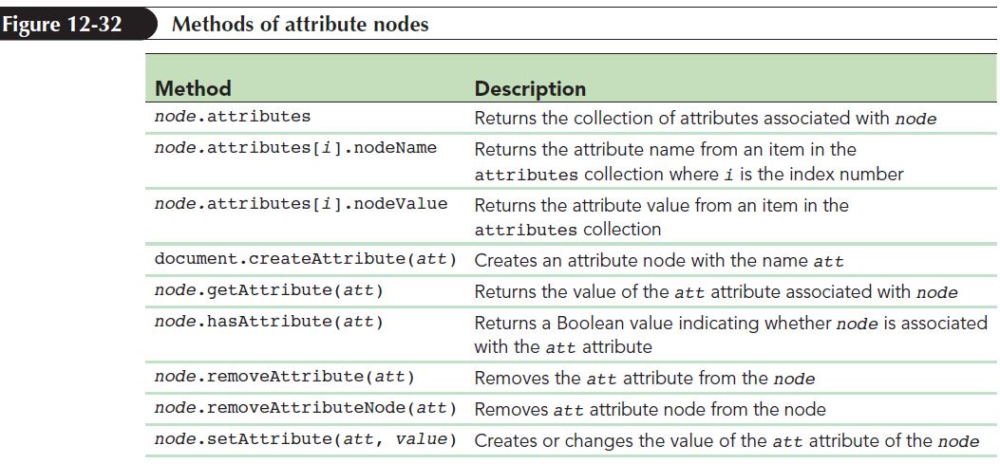 Figure 12-32 Methods of attribute nodes
Method Description
node.attributes Returns the collection of attributes associated with node
node.attributes[i].nodeName Returns the attribute name from an item in the
attributes collection where i is the index number
node.attributes[i].nodeValue Returns the attribute value from an item in the
attributes collection
document.createAttribute(att) Creates an attribute node with the name att
node.getAttribute(att) Returns the value of the att attribute associated with node
node.hasAttribute(att) Returns a Boolean value indicating whether node is associated
with the att attribute
node.removeAttribute(att) Removes the att attribute from the node
node.removeAttributeNode(att) Removes att attribute node from the node
node.setAttribute(att, value) Creates or changes the value of the att attribute of the node